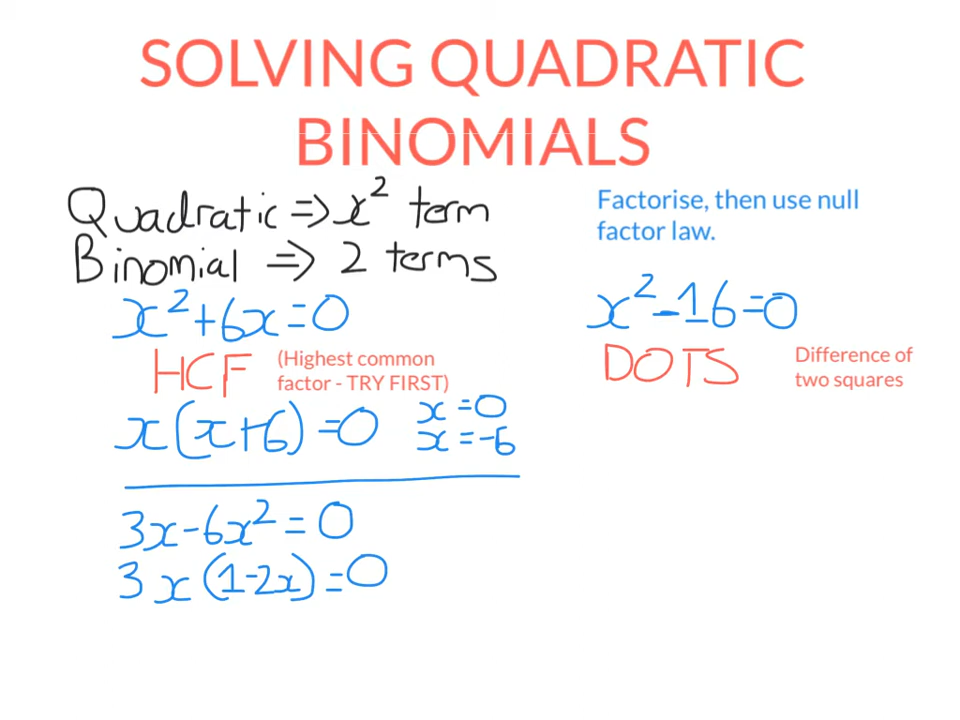 SOLVING QUADRATIC
BINOMIALS
Quadratic => x² term
Binomial => 2 terms
Factorise, then use null
factor law.
x²+6x=0
HCF
(Highest common
factor - TRY FIRST)
x(x+6)=0
x=0
x=-6
3x-6x²=0
3x(1-2x)=0
x²-16=0
DOTS
Difference of
two squares